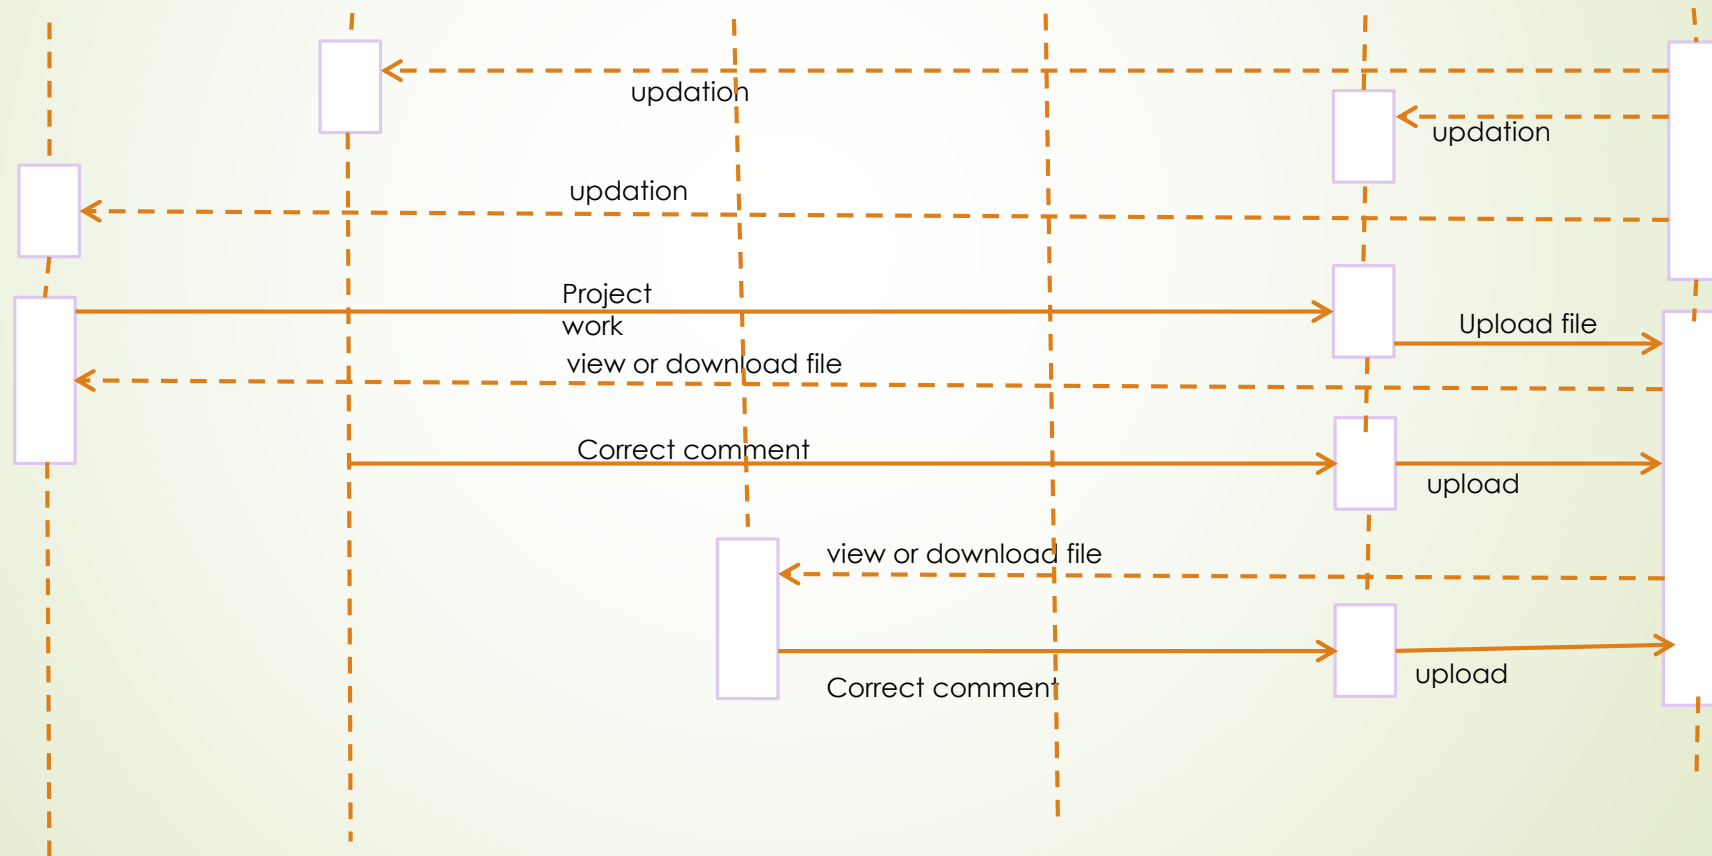 updation
updation
updation
Project
work
Upload file
view or download file
Correct comment
upload
view or download file
Correct comment
upload